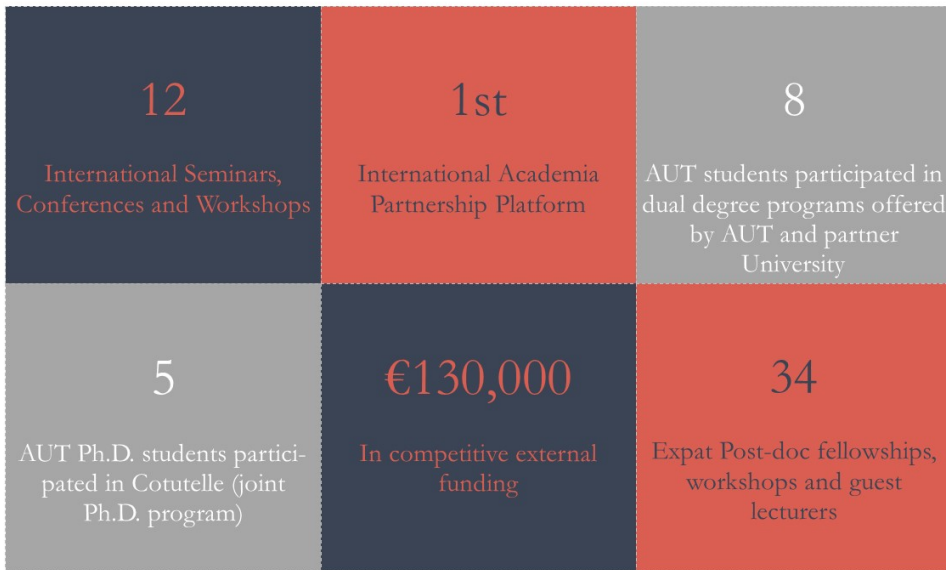 12
International Seminars,
Conferences and Workshops
1st
International Academia
Partnership Platform
8
AUT students participated in
dual degree programs offered
by AUT and partner
University
5
AUT Ph.D. students partici-
pated in Cotutelle (joint
Ph.D. program)
€130,000
In competitive external
funding
34
Expat Post-doc fellowships,
workshops and guest
lecturers